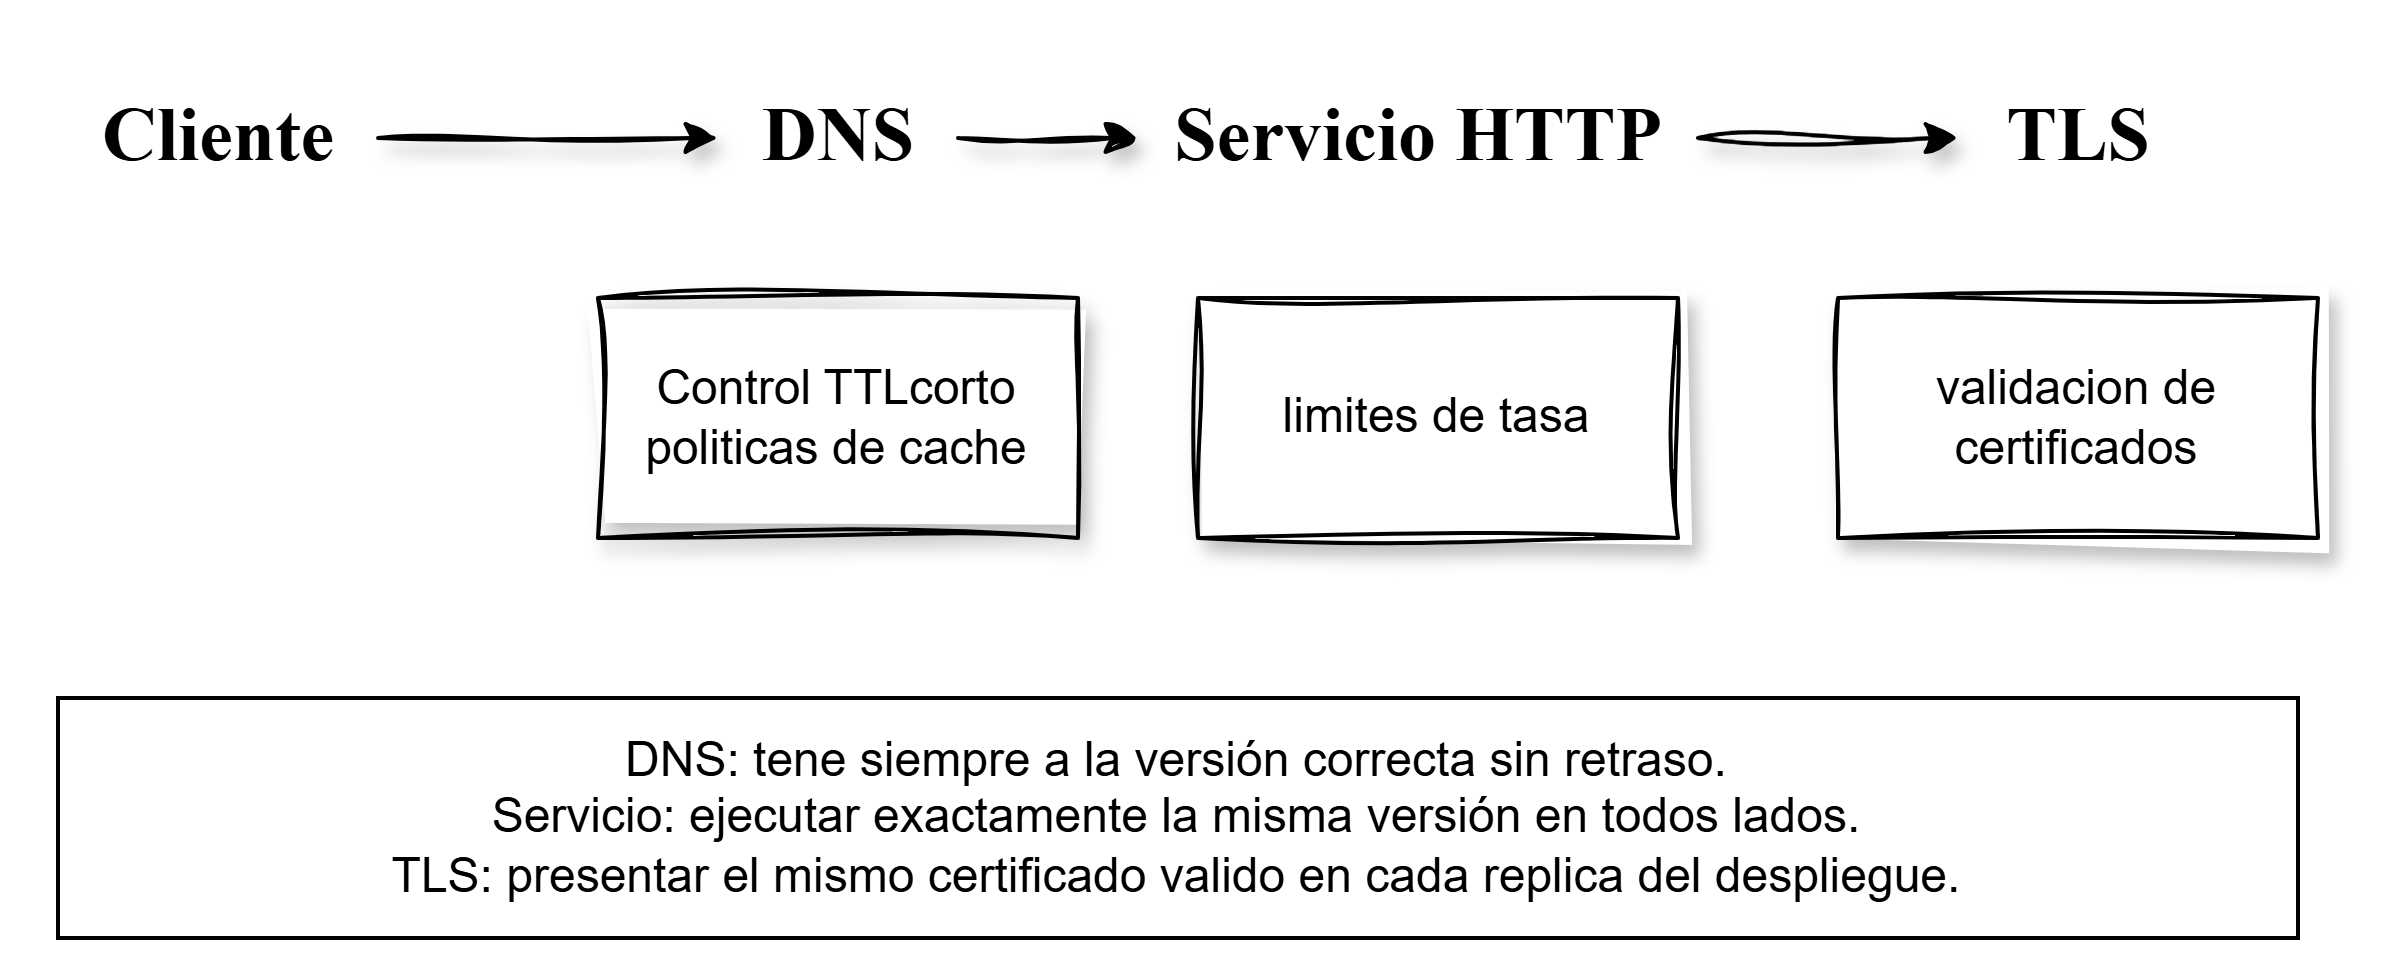 Cliente DNS Servicio HTTP TLS
Control TTLcorto
politicas de cache
limites de tasa
validacion de
certificados
DNS: tene siempre a la versión correcta sin retraso.
Servicio: ejecutar exactamente la misma versión en todos lados.
TLS: presentar el mismo certificado valido en cada replica del despliegue.